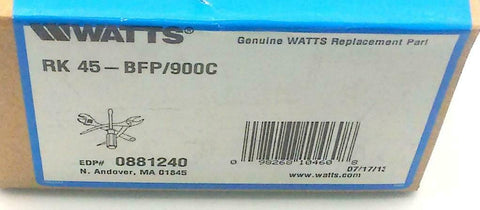 WATTS
Genuine WATTS Replacement Part
RK 45-BFP/900C
EDP# 0881240
N. Andover, MA 01845
0 98268 10460 8
07/17/13
www.watts.com